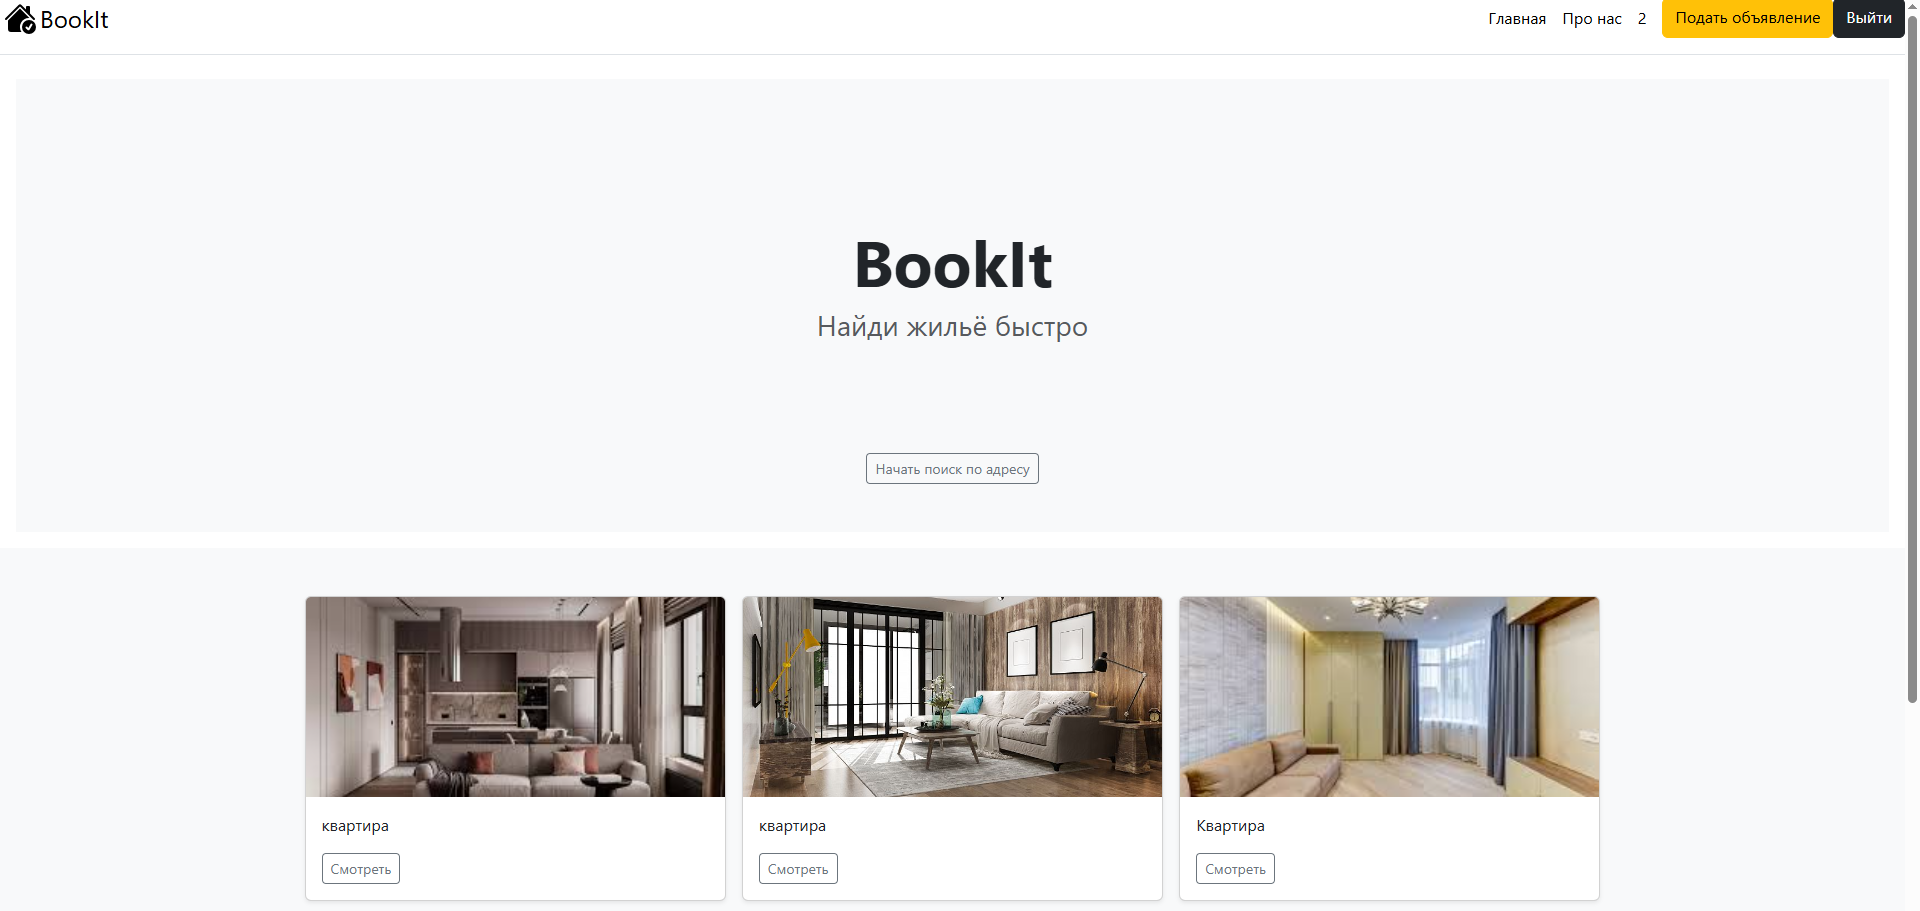 BookIt
Главная Про нас 2 Подать объявление Выйти
BookIt
Найди жильё быстро
Начать поиск по адресу
квартира
Смотреть
квартира
Смотреть
Квартира
Смотреть